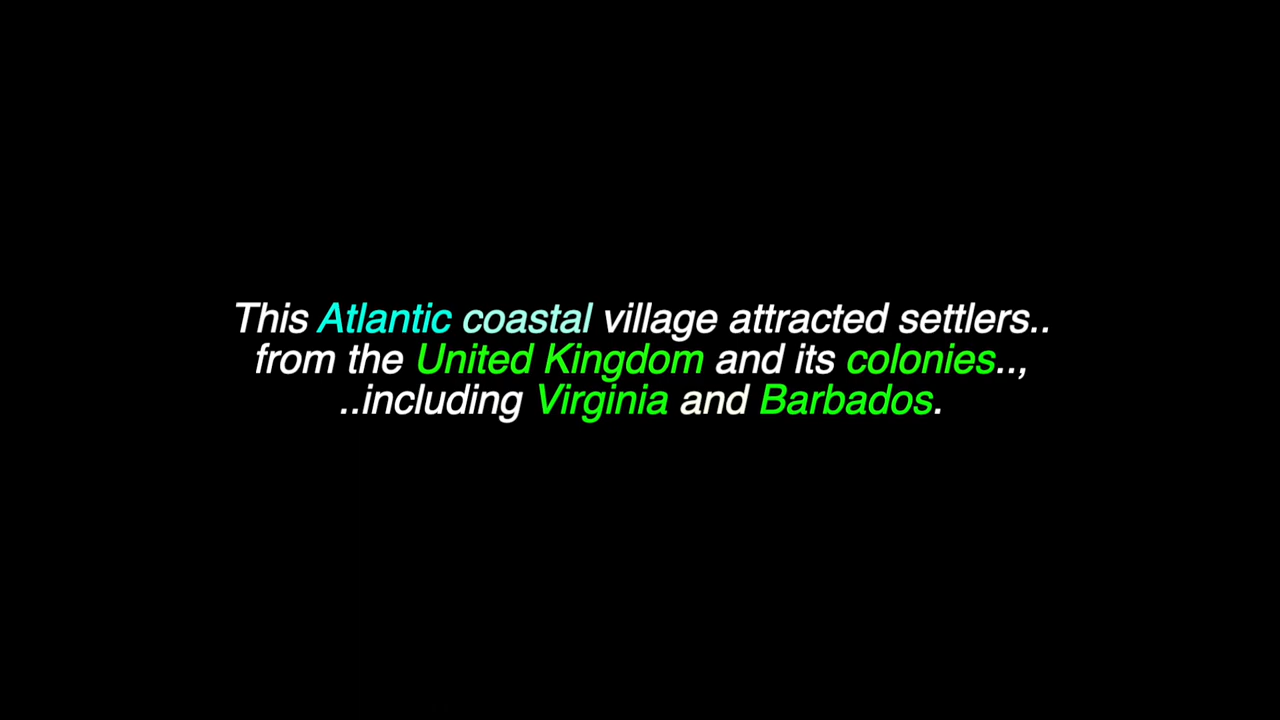 This Atlantic coastal village attracted settlers..
from the United Kingdom and its colonies..,
..including Virginia and Barbados.